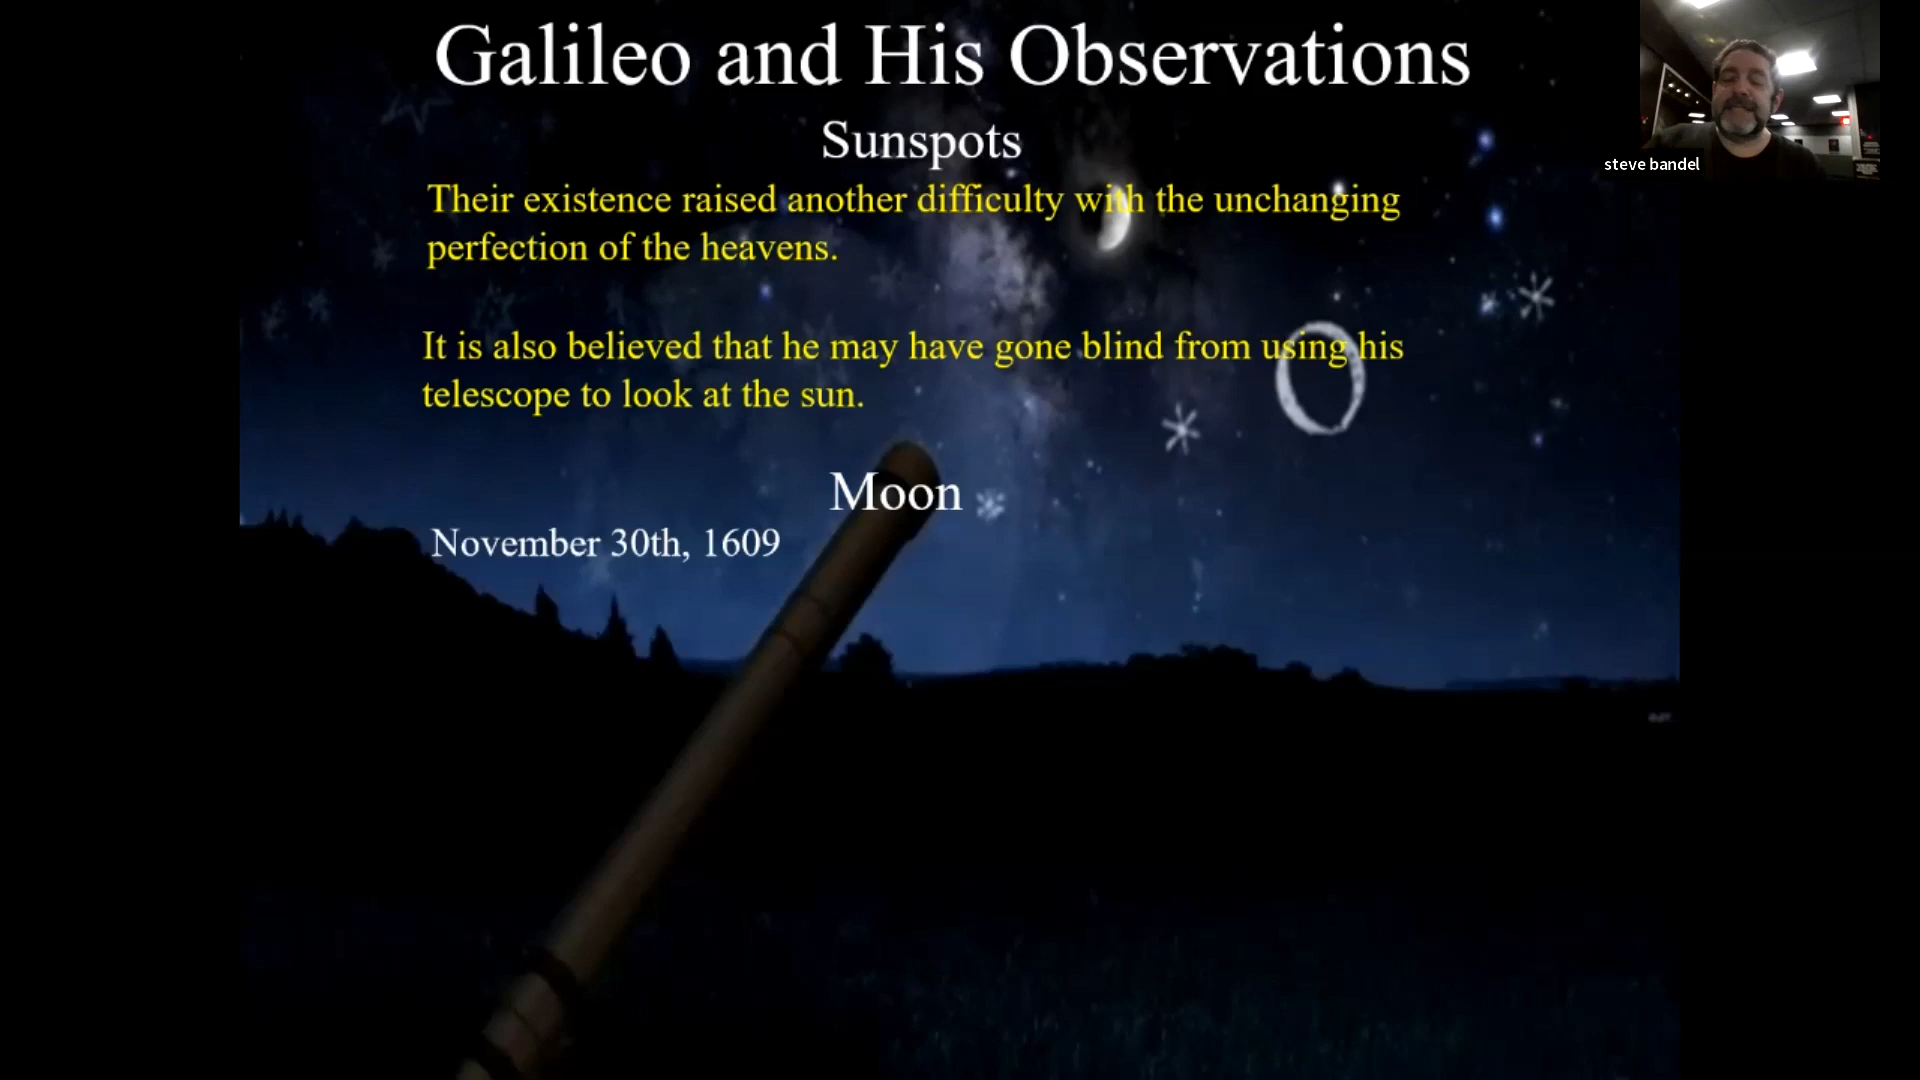 Galileo and His Observations
Sunspots
Their existence raised another difficulty with the unchanging
perfection of the heavens.
It is also believed that he may have gone blind from using his
telescope to look at the sun.
Moon
November 30th, 1609
steve bandel